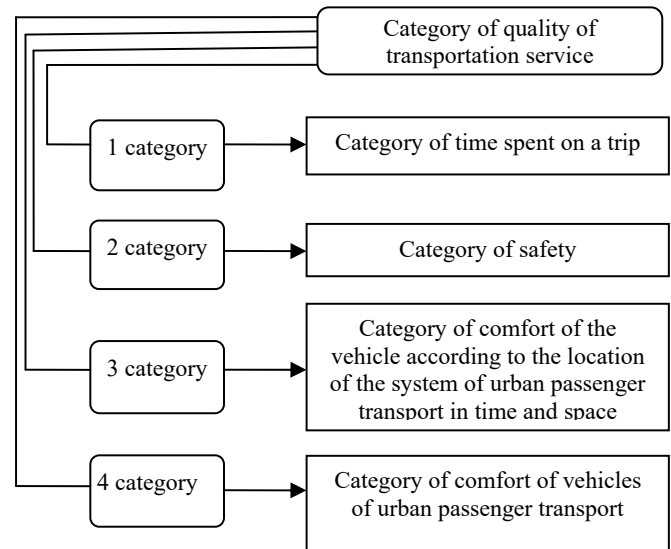 Category of quality of
transportation service
1 category
Category of time spent on a trip
2 category
Category of safety
3 category
Category of comfort of the
vehicle according to the location
of the system of urban passenger
transport in time and space
4 category
Category of comfort of vehicles
of urban passenger transport